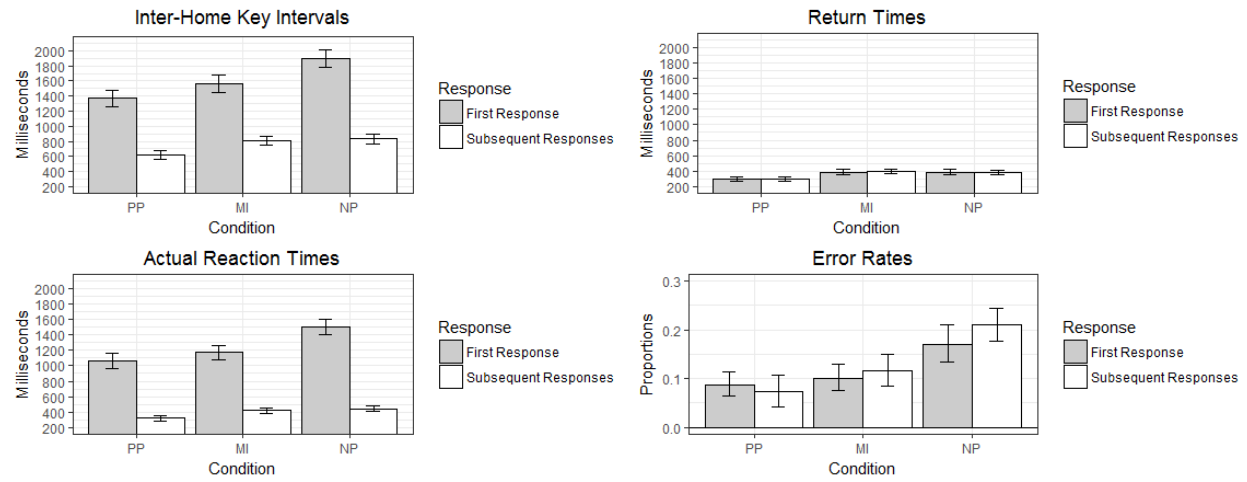 Inter-Home Key Intervals
Milliseconds
2000
1800
1600
1400
1200
1000
800
600
400
200
PP
MI
NP
Condition
Response
First Response
Subsequent Responses
Return Times
Milliseconds
2000
1800
1600
1400
1200
1000
800
600
400
200
PP
MI
NP
Condition
Response
First Response
Subsequent Responses
Actual Reaction Times
Milliseconds
2000
1800
1600
1400
1200
1000
800
600
400
200
PP
MI
NP
Condition
Response
First Response
Subsequent Responses
Error Rates
Proportions
0.3
0.2
0.1
0.0
PP
MI
NP
Condition
Response
First Response
Subsequent Responses